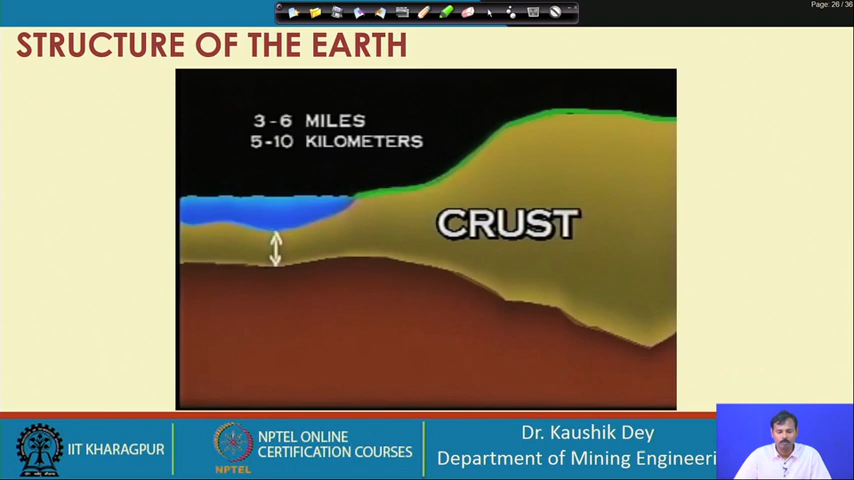 Page: 26 / 36
STRUCTURE OF THE EARTH
3-6 MILES
5-10 KILOMETERS
CRUST
IIT KHARAGPUR
NPTEL
NPTEL ONLINE
CERTIFICATION COURSES
Dr. Kaushik Dey
Department of Mining Engineeri